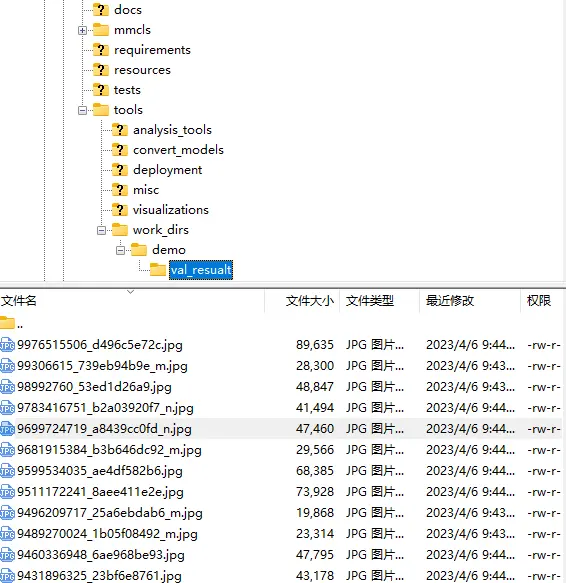 docs
mmcls
requirements
resources
tests
tools
analysis_tools
convert_models
deployment
misc
visualizations
work_dirs
demo
val_resualt
文件名 文件大小 文件类型 最近修改 权限
..
9976515506_d496c5e72c.jpg 89,635 JPG 图片... 2023/4/6 9:44... -rw-r-
99306615_739eb94b9e_m.jpg 28,300 JPG 图片... 2023/4/6 9:43... -rw-r-
98992760_53ed1d26a9.jpg 48,847 JPG 图片... 2023/4/6 9:43... -rw-r-
9783416751_b2a03920f7_n.jpg 41,494 JPG 图片... 2023/4/6 9:44... -rw-r-
9699724719_a8439cc0fd_n.jpg 47,460 JPG 图片... 2023/4/6 9:44... -rw-r-
9681915384_b3b646dc92_m.jpg 29,566 JPG 图片... 2023/4/6 9:44... -rw-r-
9599534035_ae4df582b6.jpg 68,385 JPG 图片... 2023/4/6 9:44... -rw-r-
9511172241_8aee411e2e.jpg 73,928 JPG 图片... 2023/4/6 9:43... -rw-r-
9496209717_25a6ebdab6_m.jpg 19,868 JPG 图片... 2023/4/6 9:43... -rw-r-
9489270024_1b05f08492_m.jpg 23,314 JPG 图片... 2023/4/6 9:44... -rw-r-
9460336948_6ae968be93.jpg 47,795 JPG 图片... 2023/4/6 9:44... -rw-r-
9431896325_23bf6e8761.jpg 43,178 JPG 图片... 2023/4/6 9:44... -rw-r-